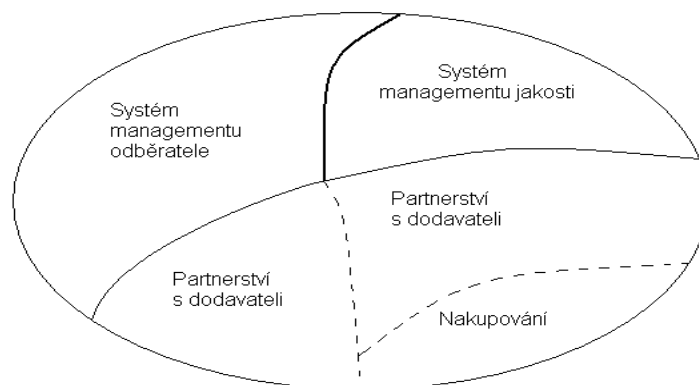 Systém
managementu
odběratele
Systém
managementu jakosti
Partnerství
s dodavateli
Partnerství
s dodavateli
Nakupování